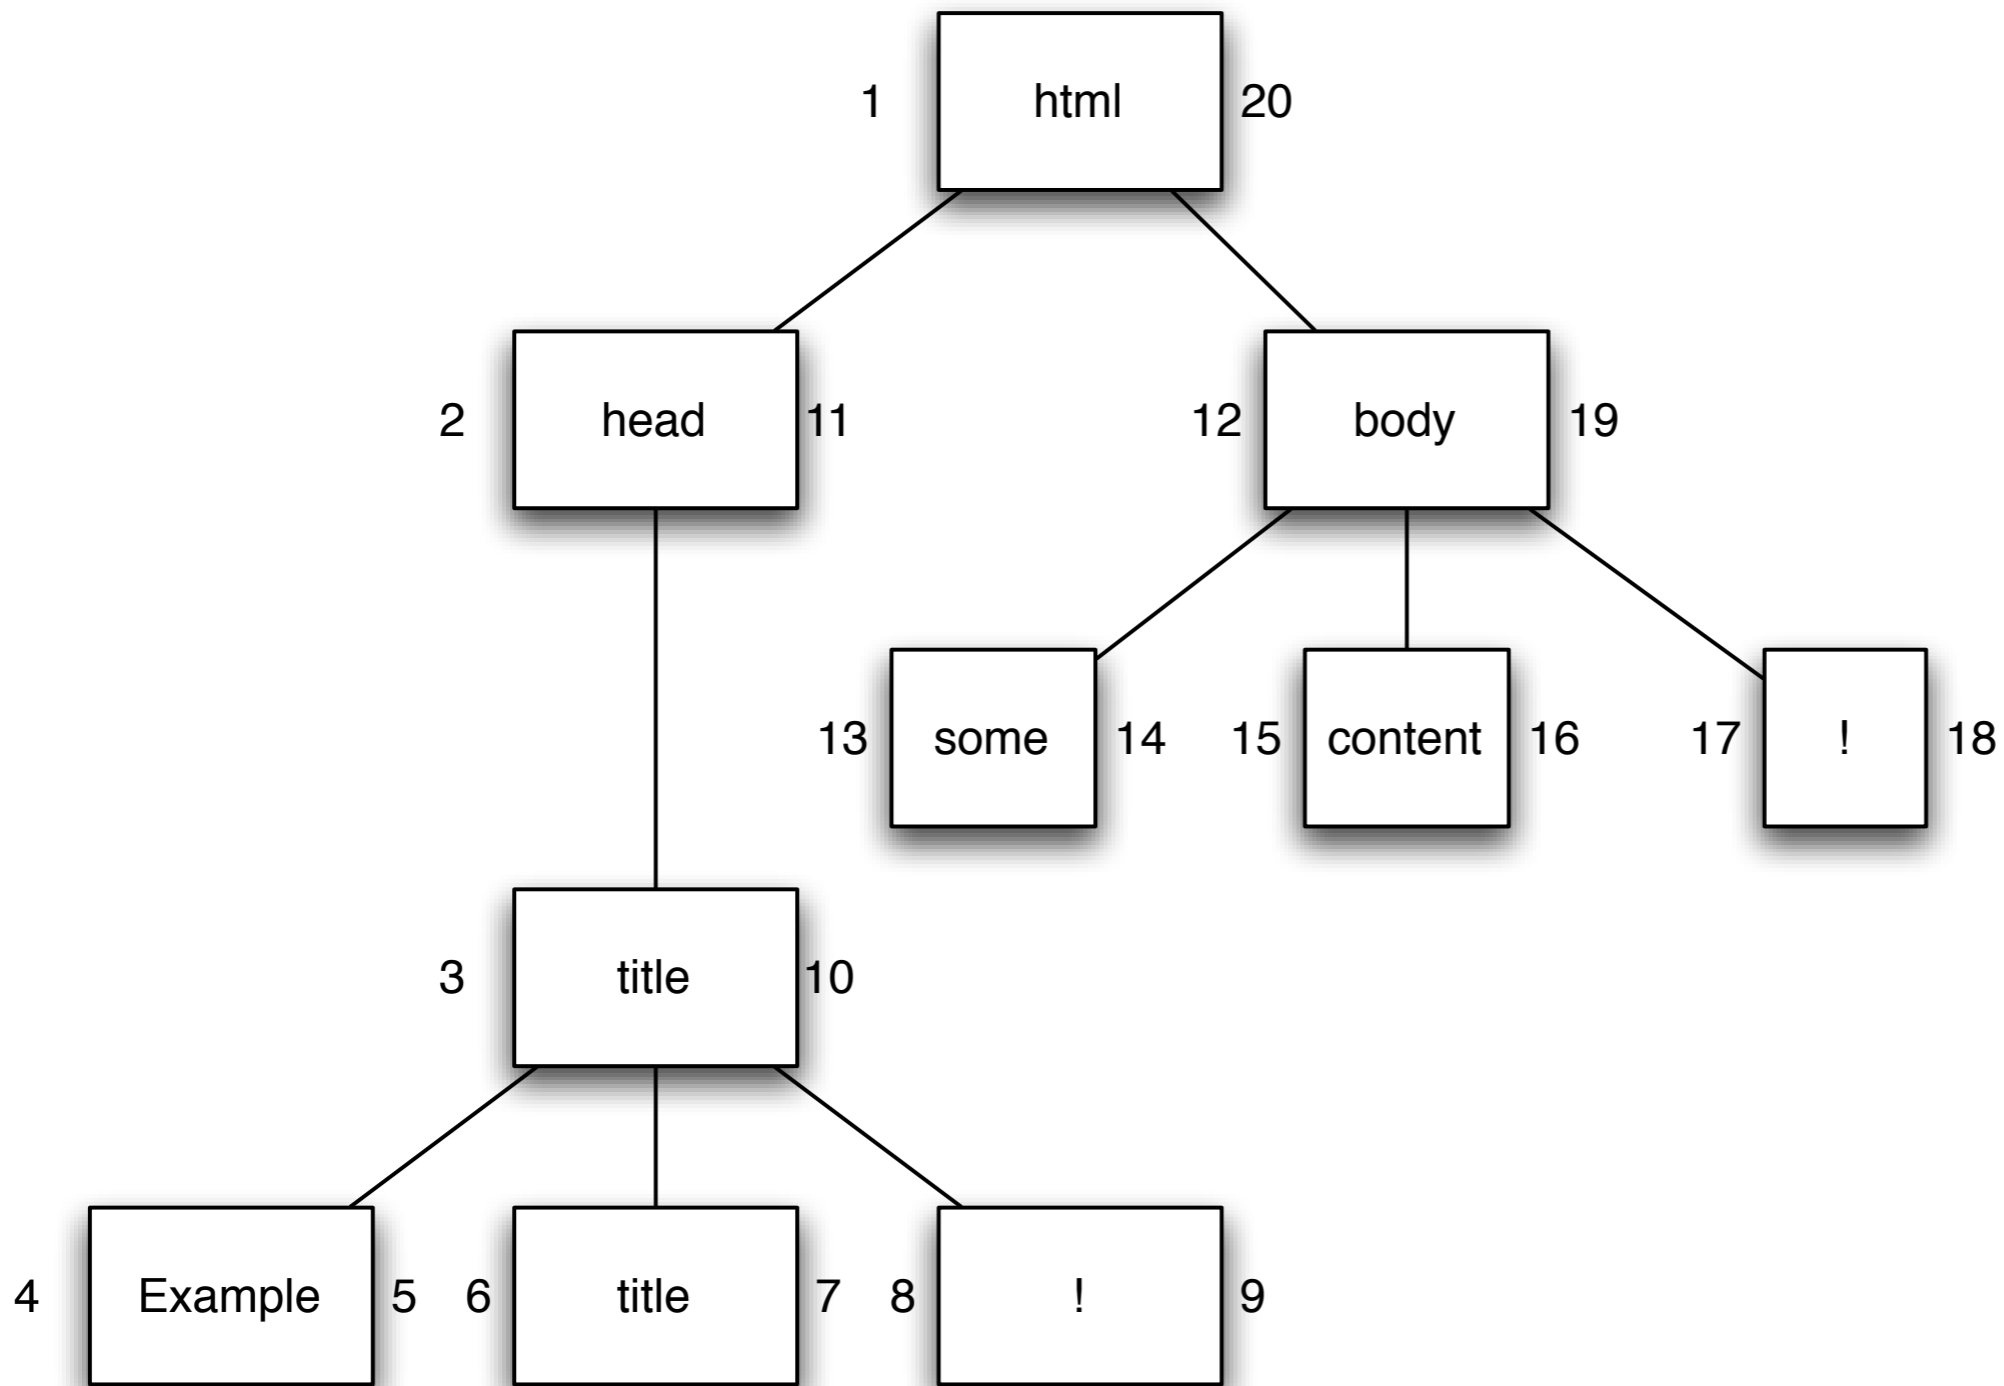 1 html 20
2 head 11 12 body 19
13 some 14 15 content 16 17 ! 18
3 title 10
4 Example 5 6 title 7 8 ! 9